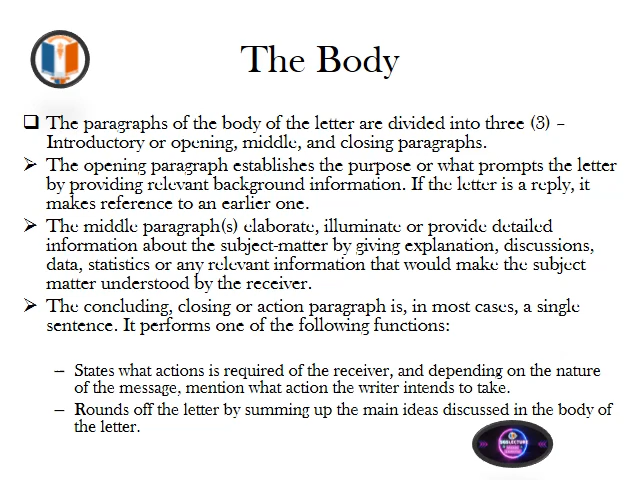 The Body
❑ The paragraphs of the body of the letter are divided into three (3) –
Introductory or opening, middle, and closing paragraphs.
➢ The opening paragraph establishes the purpose or what prompts the letter
by providing relevant background information. If the letter is a reply, it
makes reference to an earlier one.
➢ The middle paragraph(s) elaborate, illuminate or provide detailed
information about the subject-matter by giving explanation, discussions,
data, statistics or any relevant information that would make the subject
matter understood by the receiver.
➢ The concluding, closing or action paragraph is, in most cases, a single
sentence. It performs one of the following functions:
– States what actions is required of the receiver, and depending on the nature
of the message, mention what action the writer intends to take.
– Rounds off the letter by summing up the main ideas discussed in the body of
the letter.